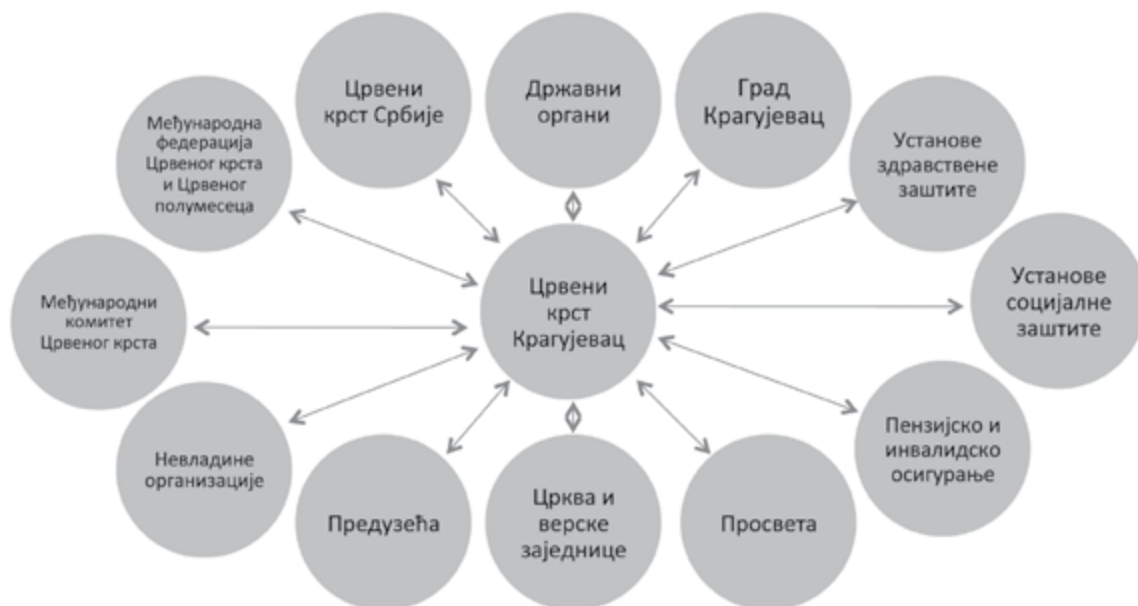 Црвени
крст Србије
Државни
органи
Град
Крагујевац
Међународна
федерација
Црвеног крста
и Црвеног
полумесеца
Установе
здравствене
заштите
Међународни
комитет
Црвеног крста
Црвени
крст
Крагујевац
Установе
социјалне
заштите
Невладине
организације
Пензијско и
инвалидско
осигурање
Предузећа
Црква и
верске
заједнице
Просвета